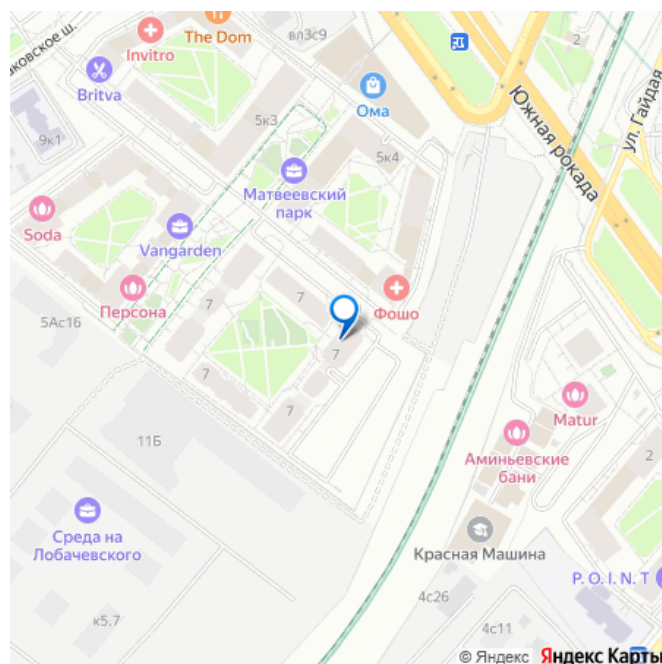 аковское ш.
Invitro
The Dom
вл3с9
2
Britva
Ома
Южная рокада
ул. Гайдая
9к1
5к3
5к4
Матвеевский
парк
Soda
Vangarden
Персона
7
7
Фошо
5Ас16
7
7
7
11Б
Matur
Аминьевские
бани
2
Среда на
Лобачевского
Красная Машина
P.O.I.N.T
к5.7
4с26
4с11
© Яндекс Яндекс Карты